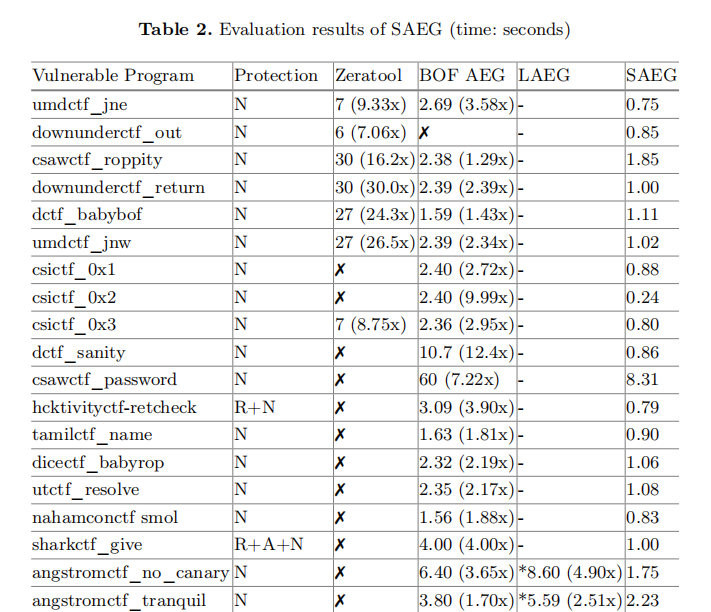 Table 2. Evaluation results of SAEG (time: seconds)
Vulnerable Program Protection Zeratool BOF AEG LAEG SAEG
umdctf_jne N 7 (9.33x) 2.69 (3.58x) - 0.75
downunderctf_out N 6 (7.06x) ✗ - 0.85
csawctf_roppity N 30 (16.2x) 2.38 (1.29x) - 1.85
downunderctf_return N 30 (30.0x) 2.39 (2.39x) - 1.00
dctf_babybof N 27 (24.3x) 1.59 (1.43x) - 1.11
umdctf_jnw N 27 (26.5x) 2.39 (2.34x) - 1.02
csictf_0x1 N ✗ 2.40 (2.72x) - 0.88
csictf_0x2 N ✗ 2.40 (9.99x) - 0.24
csictf_0x3 N 7 (8.75x) 2.36 (2.95x) - 0.80
dctf_sanity N ✗ 10.7 (12.4x) - 0.86
csawctf_password N ✗ 60 (7.22x) - 8.31
hcktivityctf-retcheck R+N ✗ 3.09 (3.90x) - 0.79
tamilctf_name N ✗ 1.63 (1.81x) - 0.90
dicectf_babyrop N ✗ 2.32 (2.19x) - 1.06
utctf_resolve N ✗ 2.35 (2.17x) - 1.08
nahamconctf smol N ✗ 1.56 (1.88x) - 0.83
sharkctf_give R+A+N ✗ 4.00 (4.00x) - 1.00
angstromctf_no_canary N ✗ 6.40 (3.65x) *8.60 (4.90x) 1.75
angstromctf_tranquil N ✗ 3.80 (1.70x) *5.59 (2.51x) 2.23